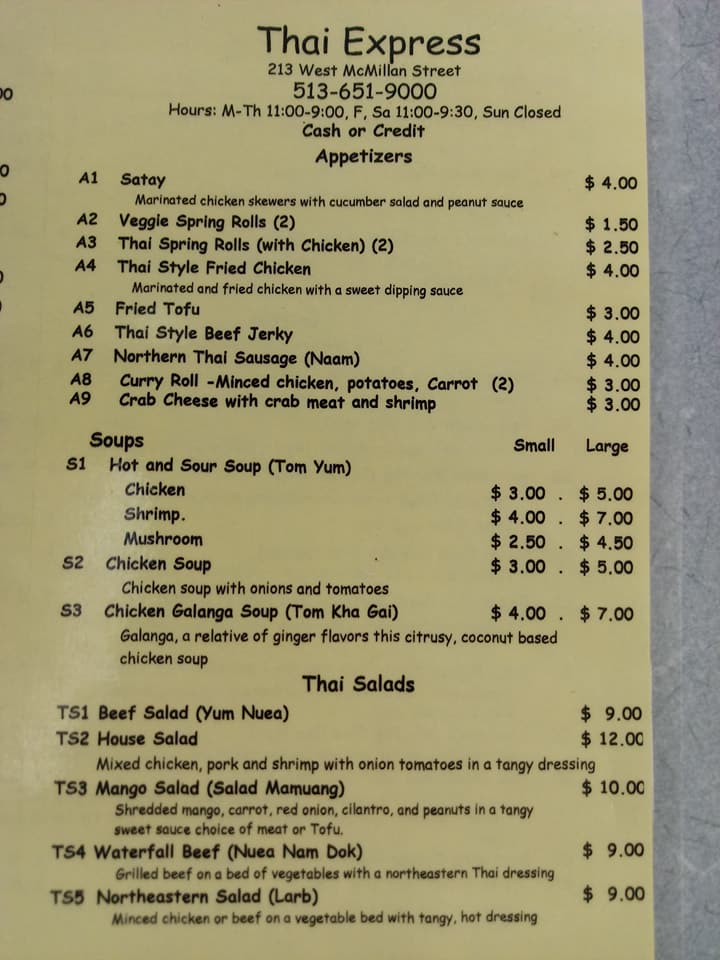 Thai Express
213 West McMillan Street
513-651-9000
Hours: M-Th 11:00-9:00, F, Sa 11:00-9:30, Sun Closed
Cash or Credit
Appetizers
A1 Satay $ 4.00
Marinated chicken skewers with cucumber salad and peanut sauce
A2 Veggie Spring Rolls (2) $ 1.50
A3 Thai Spring Rolls (with Chicken) (2) $ 2.50
A4 Thai Style Fried Chicken $ 4.00
Marinated and fried chicken with a sweet dipping sauce
A5 Fried Tofu $ 3.00
A6 Thai Style Beef Jerky $ 4.00
A7 Northern Thai Sausage (Naam) $ 4.00
A8 Curry Roll -Minced chicken, potatoes, Carrot (2) $ 3.00
A9 Crab Cheese with crab meat and shrimp $ 3.00
Soups Small Large
S1 Hot and Sour Soup (Tom Yum)
Chicken $ 3.00 . $ 5.00
Shrimp. $ 4.00 . $ 7.00
Mushroom $ 2.50 . $ 4.50
S2 Chicken Soup $ 3.00 . $ 5.00
Chicken soup with onions and tomatoes
S3 Chicken Galanga Soup (Tom Kha Gai) $ 4.00 . $ 7.00
Galanga, a relative of ginger flavors this citrusy, coconut based
chicken soup
Thai Salads
TS1 Beef Salad (Yum Nuea) $ 9.00
TS2 House Salad $ 12.00
Mixed chicken, pork and shrimp with onion tomatoes in a tangy dressing
TS3 Mango Salad (Salad Mamuang) $ 10.00
Shredded mango, carrot, red onion, cilantro, and peanuts in a tangy
sweet sauce choice of meat or Tofu.
TS4 Waterfall Beef (Nuea Nam Dok) $ 9.00
Grilled beef on a bed of vegetables with a northeastern Thai dressing
TS5 Northeastern Salad (Larb) $ 9.00
Minced chicken or beef on a vegetable bed with tangy, hot dressing